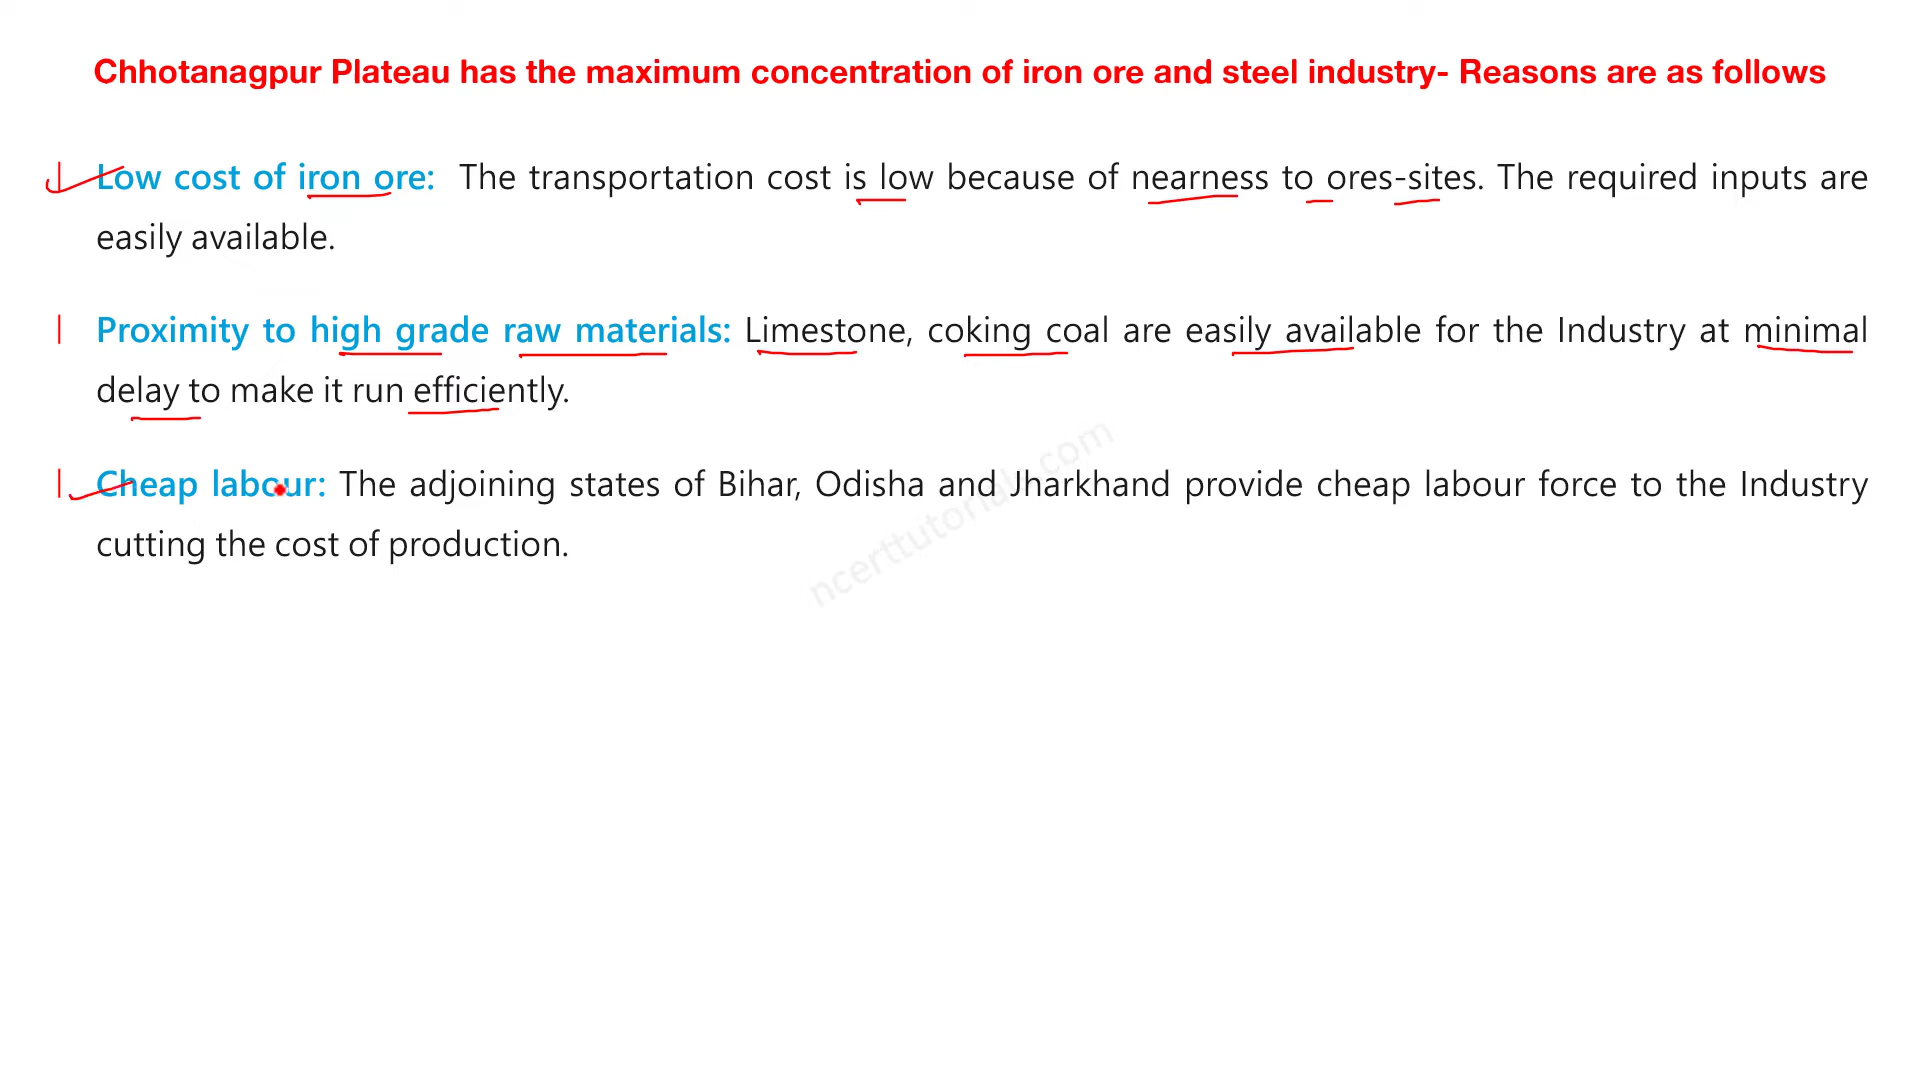 Chhotanagpur Plateau has the maximum concentration of iron ore and steel industry- Reasons are as follows
Low cost of iron ore: The transportation cost is low because of nearness to ores-sites. The required inputs are
easily available.
Proximity to high grade raw materials: Limestone, coking coal are easily available for the Industry at minimal
delay to make it run efficiently.
Cheap labour: The adjoining states of Bihar, Odisha and Jharkhand provide cheap labour force to the Industry
cutting the cost of production.
ncerttutorials.com